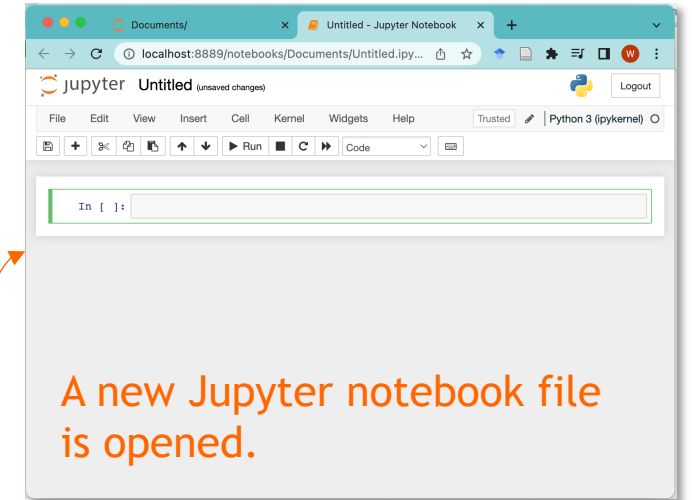 Documents/
Untitled - Jupyter Notebook
localhost:8889/notebooks/Documents/Untitled.ipy...
W
jupyter Untitled (unsaved changes)
Logout
File Edit View Insert Cell Kernel Widgets Help Trusted Python 3 (ipykernel)
Run Code
In [ ]:
A new Jupyter notebook file
is opened.